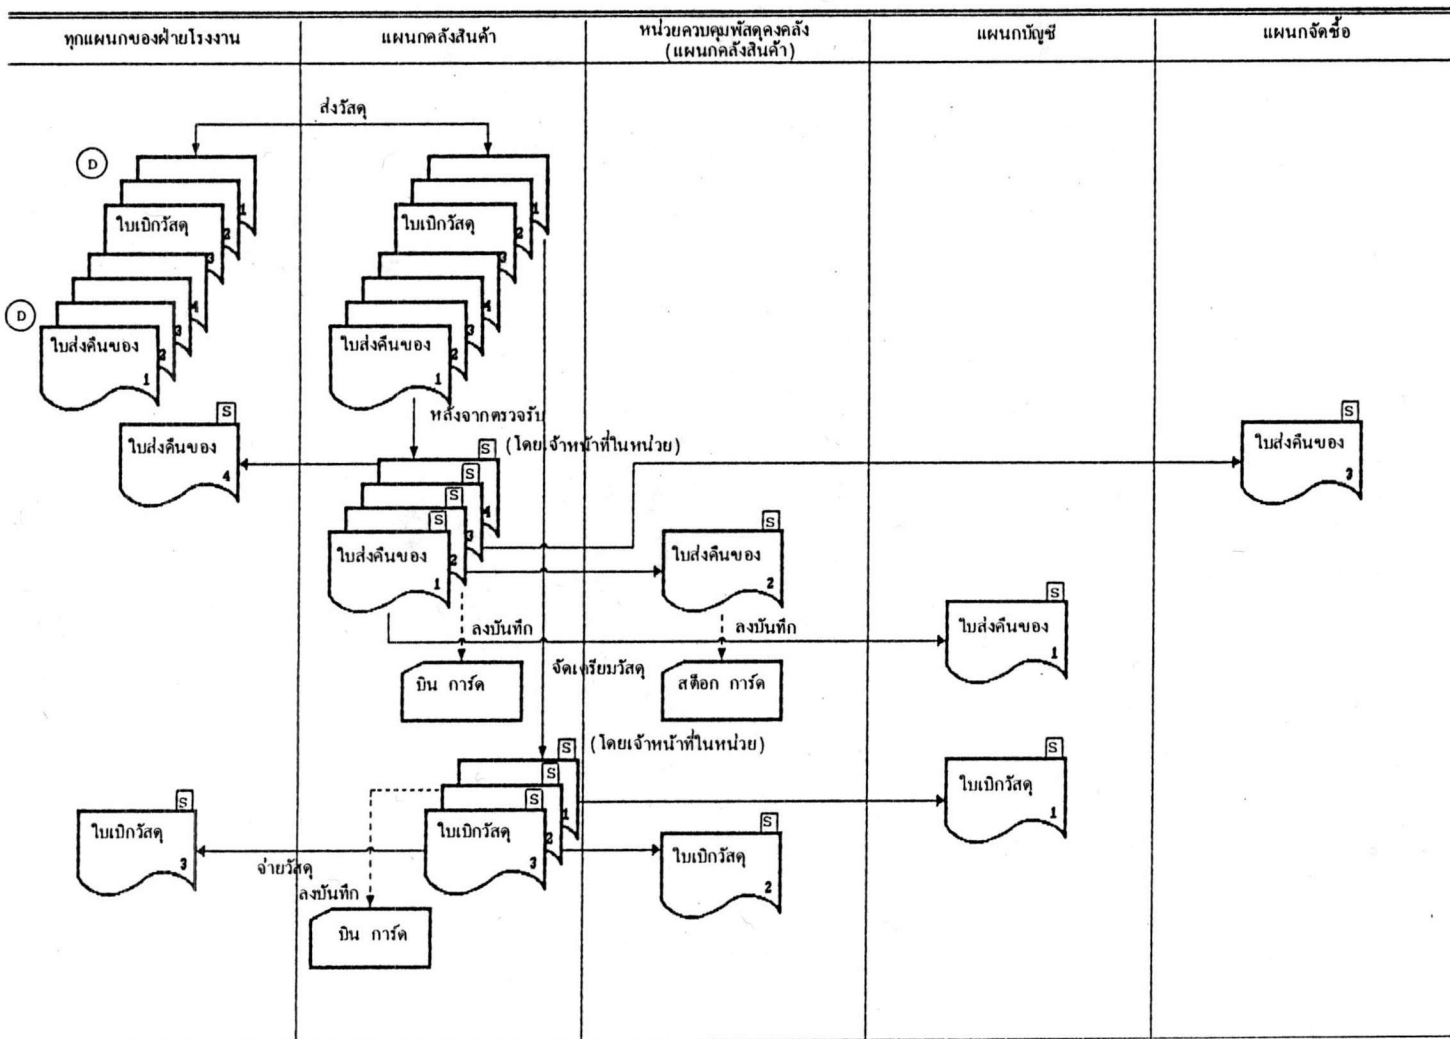 ทุกแผนกของฝ่ายโรงงาน
แผนกคลังสินค้า
หน่วยควบคุมพัสดุคงคลัง
(แผนกคลังสินค้า)
แผนกบัญชี
แผนกจัดซื้อ
ส่งวัสดุ
D
1
2
ใบเบิกวัสดุ
3
4
3
2
D
ใบส่งคืนของ
1
1
2
ใบเบิกวัสดุ
3
4
3
2
ใบส่งคืนของ
1
หลังจากตรวจรับ
(โดยเจ้าหน้าที่ในหน่วย)
S
ใบส่งคืนของ
4
S
S
S
S
4
3
2
ใบส่งคืนของ
1
S
ใบส่งคืนของ
3
S
ใบส่งคืนของ
2
S
ใบส่งคืนของ
1
ลงบันทึก
ลงบันทึก
บิน การ์ด
จัดเตรียมวัสดุ
สต็อก การ์ด
(โดยเจ้าหน้าที่ในหน่วย)
S
S
S
1
2
ใบเบิกวัสดุ
3
S
ใบเบิกวัสดุ
1
S
ใบเบิกวัสดุ
3
S
ใบเบิกวัสดุ
2
จ่ายวัสดุ
ลงบันทึก
บิน การ์ด